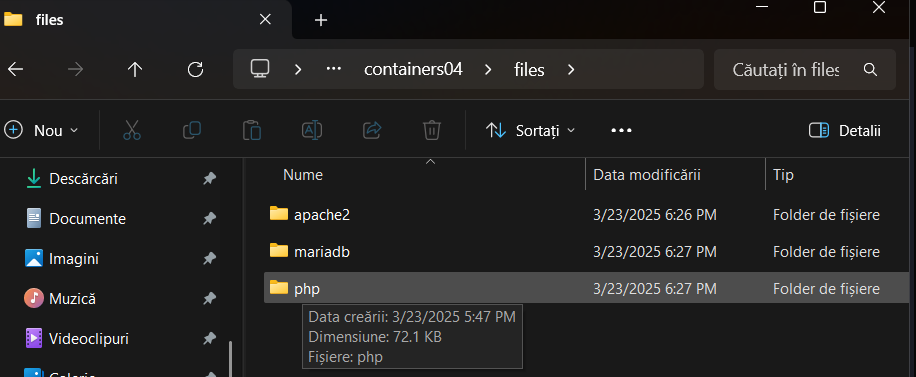 files
containers04
files
Căutați în files
Nou
Sortați
Detalii
Descărcări
Documente
Imagini
Muzică
Videoclipuri
Nume Data modificării Tip
apache2 3/23/2025 6:26 PM Folder de fișiere
mariadb 3/23/2025 6:27 PM Folder de fișiere
php 3/23/2025 6:27 PM Folder de fișiere
Data creării: 3/23/2025 5:47 PM
Dimensiune: 72.1 KB
Fișiere: php